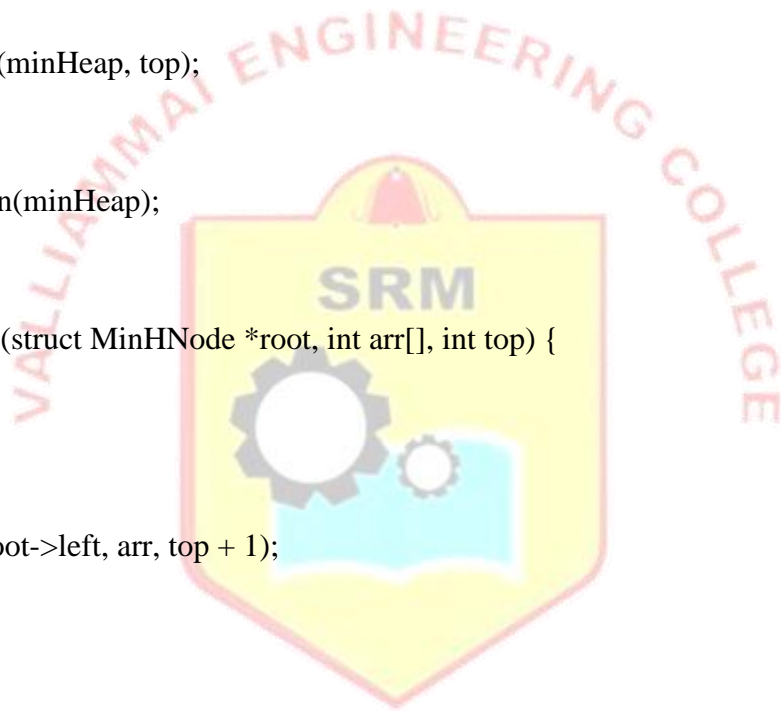 (minHeap, top);
n(minHeap);
(struct MinHNode *root, int arr[], int top) {
oot->left, arr, top + 1);
VALLIAMMAI ENGINEERING COLLEGE
SRM